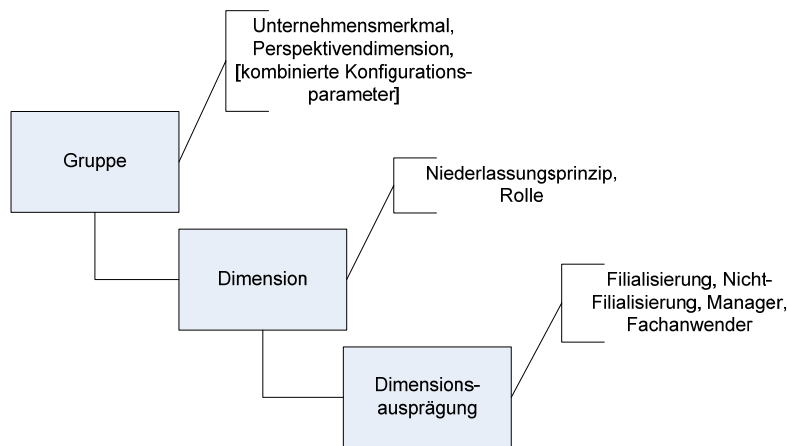 Unternehmensmerkmal,
Perspektivendimension,
[kombinierte Konfigurations-
parameter]
Gruppe
Niederlassungsprinzip,
Rolle
Dimension
Filialisierung, Nicht-
Filialisierung, Manager,
Fachanwender
Dimensions-
ausprägung